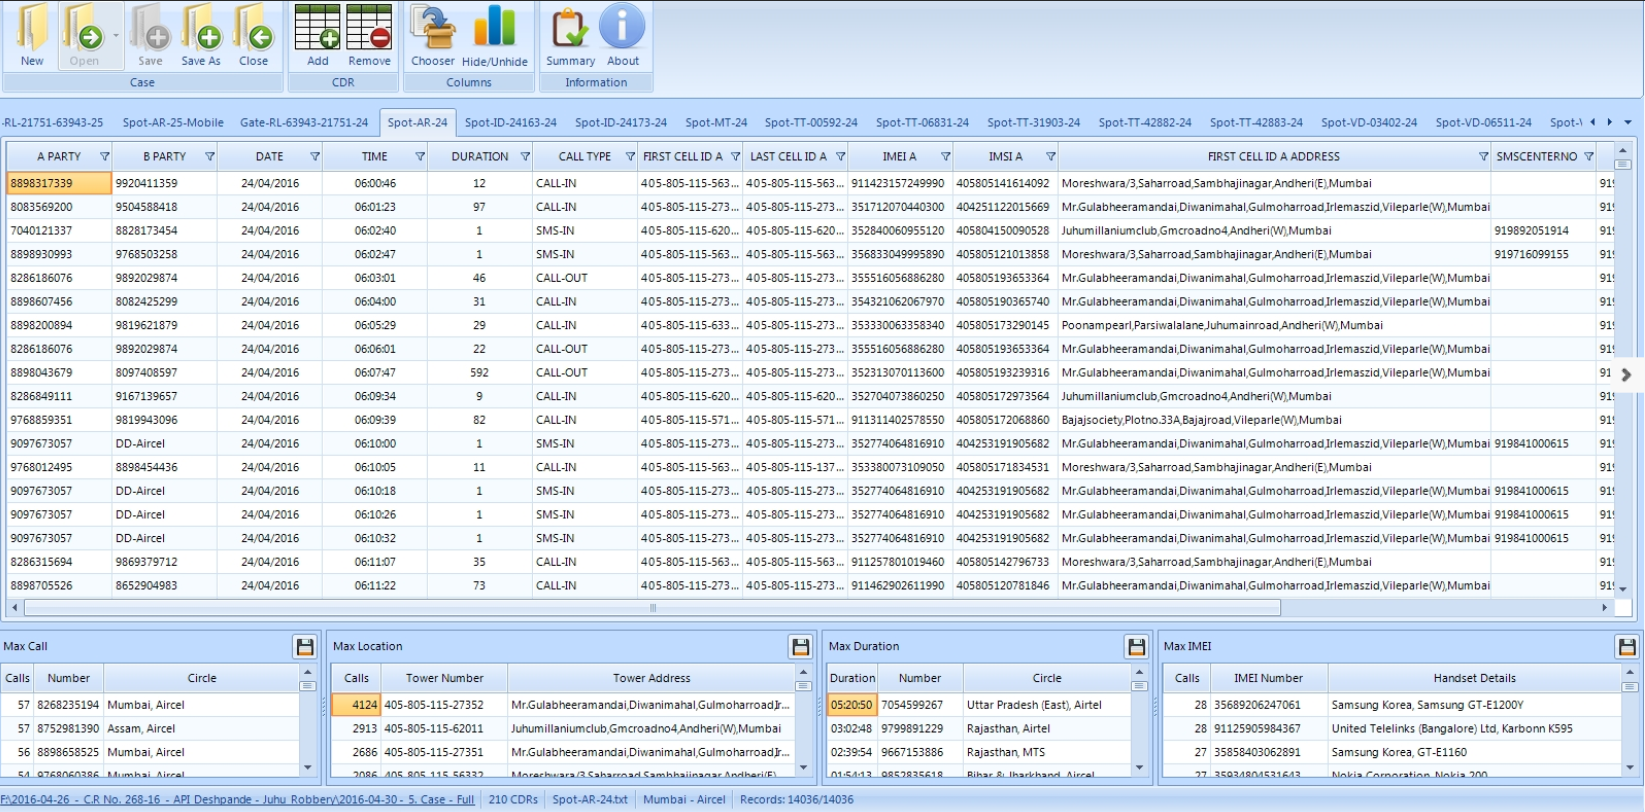 New Open Save Save As Close Add Remove Chooser Hide/Unhide Summary About
Case CDR Columns Information
-RL-21751-63943-25 Spot-AR-25-Mobile Gate-RL-63943-21751-24 Spot-AR-24 Spot-ID-24163-24 Spot-ID-24173-24 Spot-MT-24 Spot-TT-00592-24 Spot-TT-06831-24 Spot-TT-31903-24 Spot-TT-42882-24 Spot-TT-42883-24 Spot-VD-03402-24 Spot-VD-06511-24 Spot-\
A PARTY B PARTY DATE TIME DURATION CALL TYPE FIRST CELL ID A LAST CELL ID A IMEI A IMSI A FIRST CELL ID A ADDRESS SMSCENTERNO
8898317339 9920411359 24/04/2016 06:00:46 12 CALL-IN 405-805-115-563... 405-805-115-563... 911423157249990 405805141614092 Moreshwara/3,Saharroad,Sambhajinagar,Andheri(E),Mumbai 919
8083569200 9504588418 24/04/2016 06:01:23 97 CALL-IN 405-805-115-273... 405-805-115-273... 351712070440300 404251122015669 Mr.Gulabheeramandai,Diwanimahal,Gulmoharroad,Irlemaszid,Vileparle(W),Mumbai 919
7040121337 8828173454 24/04/2016 06:02:40 1 SMS-IN 405-805-115-620... 405-805-115-620... 352840060955120 405804150090528 Juhumillaniumclub,Gmcroadno4,Andheri(W),Mumbai 919892051914 919
8898930993 9768503258 24/04/2016 06:02:47 1 SMS-IN 405-805-115-563... 405-805-115-563... 356833049995890 405805121013858 Moreshwara/3,Saharroad,Sambhajinagar,Andheri(E),Mumbai 919716099155 919
8286186076 9892029874 24/04/2016 06:03:01 46 CALL-OUT 405-805-115-273... 405-805-115-273... 355516056886280 405805193653364 Mr.Gulabheeramandai,Diwanimahal,Gulmoharroad,Irlemaszid,Vileparle(W),Mumbai 919
8898607456 8082425299 24/04/2016 06:04:00 31 CALL-IN 405-805-115-273... 405-805-115-273... 354321062067970 405805190365740 Mr.Gulabheeramandai,Diwanimahal,Gulmoharroad,Irlemaszid,Vileparle(W),Mumbai 919
8898200894 9819621879 24/04/2016 06:05:29 29 CALL-IN 405-805-115-633... 405-805-115-273... 353330063358340 405805173290145 Poonampearl,Parsiwalalane,Juhumainroad,Andheri(W),Mumbai 919
8286186076 9892029874 24/04/2016 06:06:01 22 CALL-OUT 405-805-115-273... 405-805-115-273... 355516056886280 405805193653364 Mr.Gulabheeramandai,Diwanimahal,Gulmoharroad,Irlemaszid,Vileparle(W),Mumbai 919
8898043679 8097408597 24/04/2016 06:07:47 592 CALL-OUT 405-805-115-273... 405-805-115-273... 352313070113600 405805193239316 Mr.Gulabheeramandai,Diwanimahal,Gulmoharroad,Irlemaszid,Vileparle(W),Mumbai 91
8286849111 9167139657 24/04/2016 06:09:34 9 CALL-IN 405-805-115-620... 405-805-115-620... 352704073860250 405805172973564 Juhumillaniumclub,Gmcroadno4,Andheri(W),Mumbai 91
9768859351 9819943096 24/04/2016 06:09:39 82 CALL-IN 405-805-115-571... 405-805-115-571... 911311402578550 405805172068860 Bajajsociety,Plotno.33A,Bajajroad,Vileparle(W),Mumbai 919
9097673057 DD-Aircel 24/04/2016 06:10:00 1 SMS-IN 405-805-115-273... 405-805-115-273... 352774064816910 404253191905682 Mr.Gulabheeramandai,Diwanimahal,Gulmoharroad,Irlemaszid,Vileparle(W),Mumbai 919841000615 919
9768012495 8898454436 24/04/2016 06:10:05 11 CALL-IN 405-805-115-563... 405-805-115-137... 353380073109050 405805171834531 Moreshwara/3,Saharroad,Sambhajinagar,Andheri(E),Mumbai 919
9097673057 DD-Aircel 24/04/2016 06:10:18 1 SMS-IN 405-805-115-273... 405-805-115-273... 352774064816910 404253191905682 Mr.Gulabheeramandai,Diwanimahal,Gulmoharroad,Irlemaszid,Vileparle(W),Mumbai 919841000615 919
9097673057 DD-Aircel 24/04/2016 06:10:26 1 SMS-IN 405-805-115-273... 405-805-115-273... 352774064816910 404253191905682 Mr.Gulabheeramandai,Diwanimahal,Gulmoharroad,Irlemaszid,Vileparle(W),Mumbai 919841000615 919
9097673057 DD-Aircel 24/04/2016 06:10:32 1 SMS-IN 405-805-115-273... 405-805-115-273... 352774064816910 404253191905682 Mr.Gulabheeramandai,Diwanimahal,Gulmoharroad,Irlemaszid,Vileparle(W),Mumbai 919841000615 919
8286315694 9869379712 24/04/2016 06:11:07 35 CALL-IN 405-805-115-563... 405-805-115-563... 911257801019460 405805142796733 Moreshwara/3,Saharroad,Sambhajinagar,Andheri(E),Mumbai 919
8898705526 8652904983 24/04/2016 06:11:22 73 CALL-IN 405-805-115-273... 405-805-115-273... 911462902611990 405805120781846 Mr.Gulabheeramandai,Diwanimahal,Gulmoharroad,Irlemaszid,Vileparle(W),Mumbai 919
Max Call Max Location Max Duration Max IMEI
Calls Number Circle Calls Tower Number Tower Address Duration Number Circle Calls IMEI Number Handset Details
57 8268235194 Mumbai, Aircel 4124 405-805-115-27352 Mr.Gulabheeramandai,Diwanimahal,Gulmoharroad,Ir... 05:20:50 7054599267 Uttar Pradesh (East), Airtel 28 35689206247061 Samsung Korea, Samsung GT-E1200Y
57 8752981390 Assam, Aircel 2913 405-805-115-62011 Juhumillaniumclub,Gmcroadno4,Andheri(W),Mumbai 03:02:48 9799891229 Rajasthan, Airtel 28 91125905984367 United Telelinks (Bangalore) Ltd, Karbonn K595
56 8898658525 Mumbai, Aircel 2686 405-805-115-27351 Mr.Gulabheeramandai,Diwanimahal,Gulmoharroad,Ir... 02:39:54 9667153886 Rajasthan, MTS 27 35858403062891 Samsung Korea, GT-E1160
54 9768060386 Mumbai, Aircel 2086 405-805-115-56332 Moreshwara/3,Saharroad,Sambhajinagar,Andheri(E)... 01:54:13 9852835618 Bihar & Jharkhand, Aircel 27 35934804531643 Nokia Corporation, Nokia 200
F:\2016-04-26 - C.R No. 268-16 - API Deshpande - Juhu Robbery\2016-04-30 - 5. Case - Full 210 CDRs Spot-AR-24.txt Mumbai - Aircel Records: 14036/14036